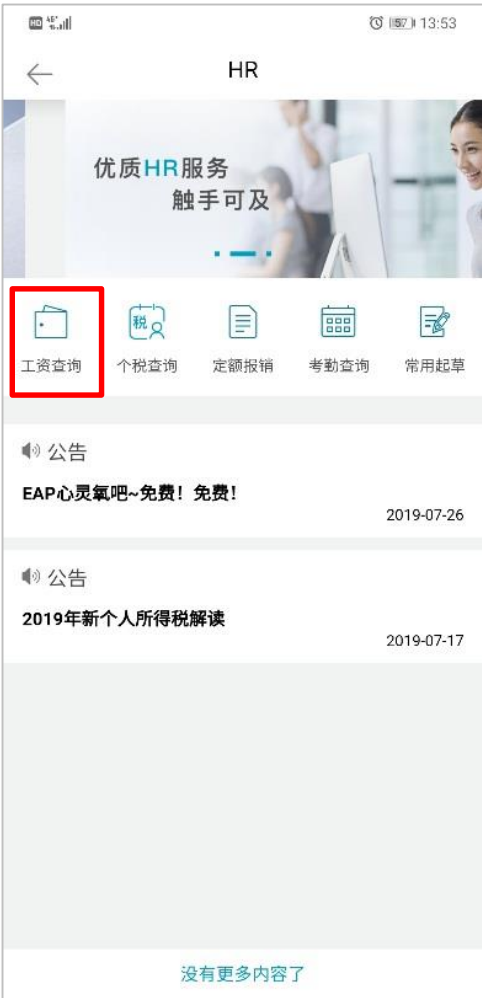 HD 57 13:53
HR
优质HR服务
触手可及
税
工资查询 个税查询 定额报销 考勤查询 常用起草
公告
EAP心灵氧吧~免费！免费！
2019-07-26
公告
2019年新个人所得税解读
2019-07-17
没有更多内容了